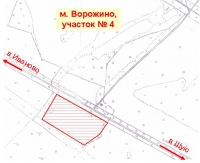 м. Ворожино,
участок № 4
в Иваново
в Шую